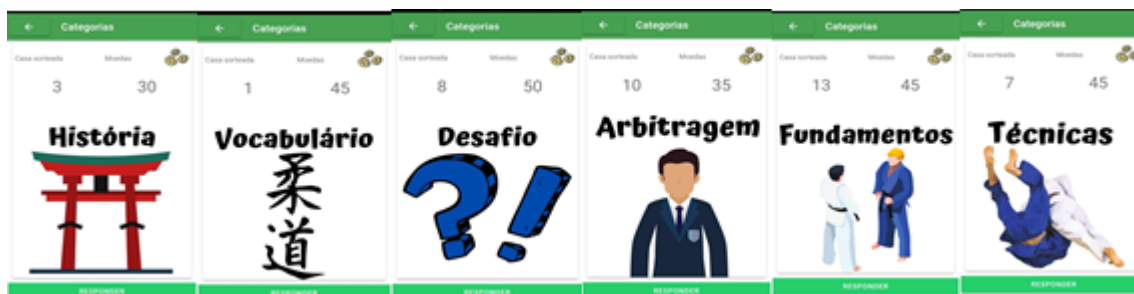 ← Categorias
Casa sorteada Moedas
3 30
História
RESPONDER
← Categorias
Casa sorteada Moedas
1 45
Vocabulário
柔
道
RESPONDER
← Categorias
Casa sorteada Moedas
8 50
Desafio
?!
RESPONDER
← Categorias
Casa sorteada Moedas
10 35
Arbitragem
RESPONDER
← Categorias
Casa sorteada Moedas
13 45
Fundamentos
RESPONDER
← Categorias
Casa sorteada Moedas
7 45
Técnicas
RESPONDER